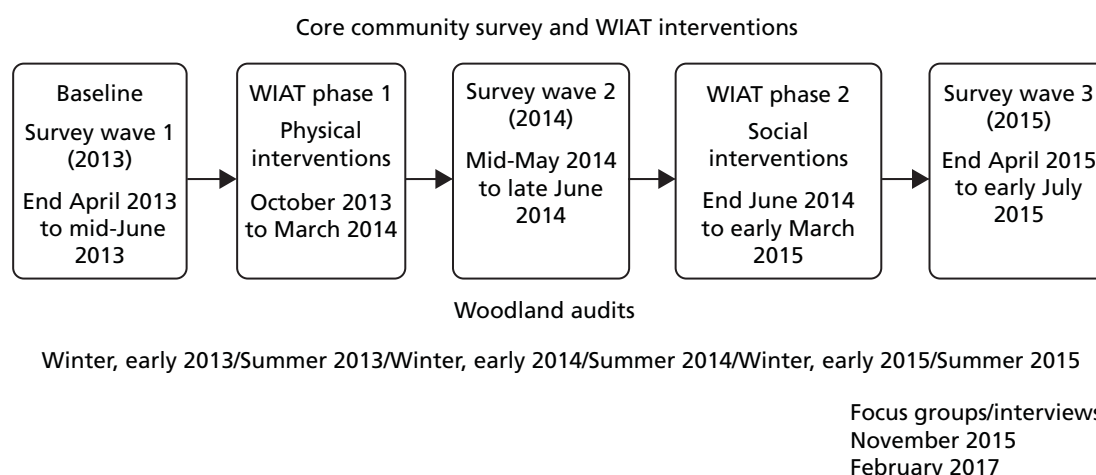 Core community survey and WIAT interventions
Baseline
Survey wave 1
(2013)
End April 2013
to mid-June
2013
WIAT phase 1
Physical
interventions
October 2013
to March 2014
Survey wave 2
(2014)
Mid-May 2014
to late June
2014
WIAT phase 2
Social
interventions
End June 2014
to early March
2015
Survey wave 3
(2015)
End April 2015
to early July
2015
Woodland audits
Winter, early 2013/Summer 2013/Winter, early 2014/Summer 2014/Winter, early 2015/Summer 2015
Focus groups/interviews
November 2015
February 2017